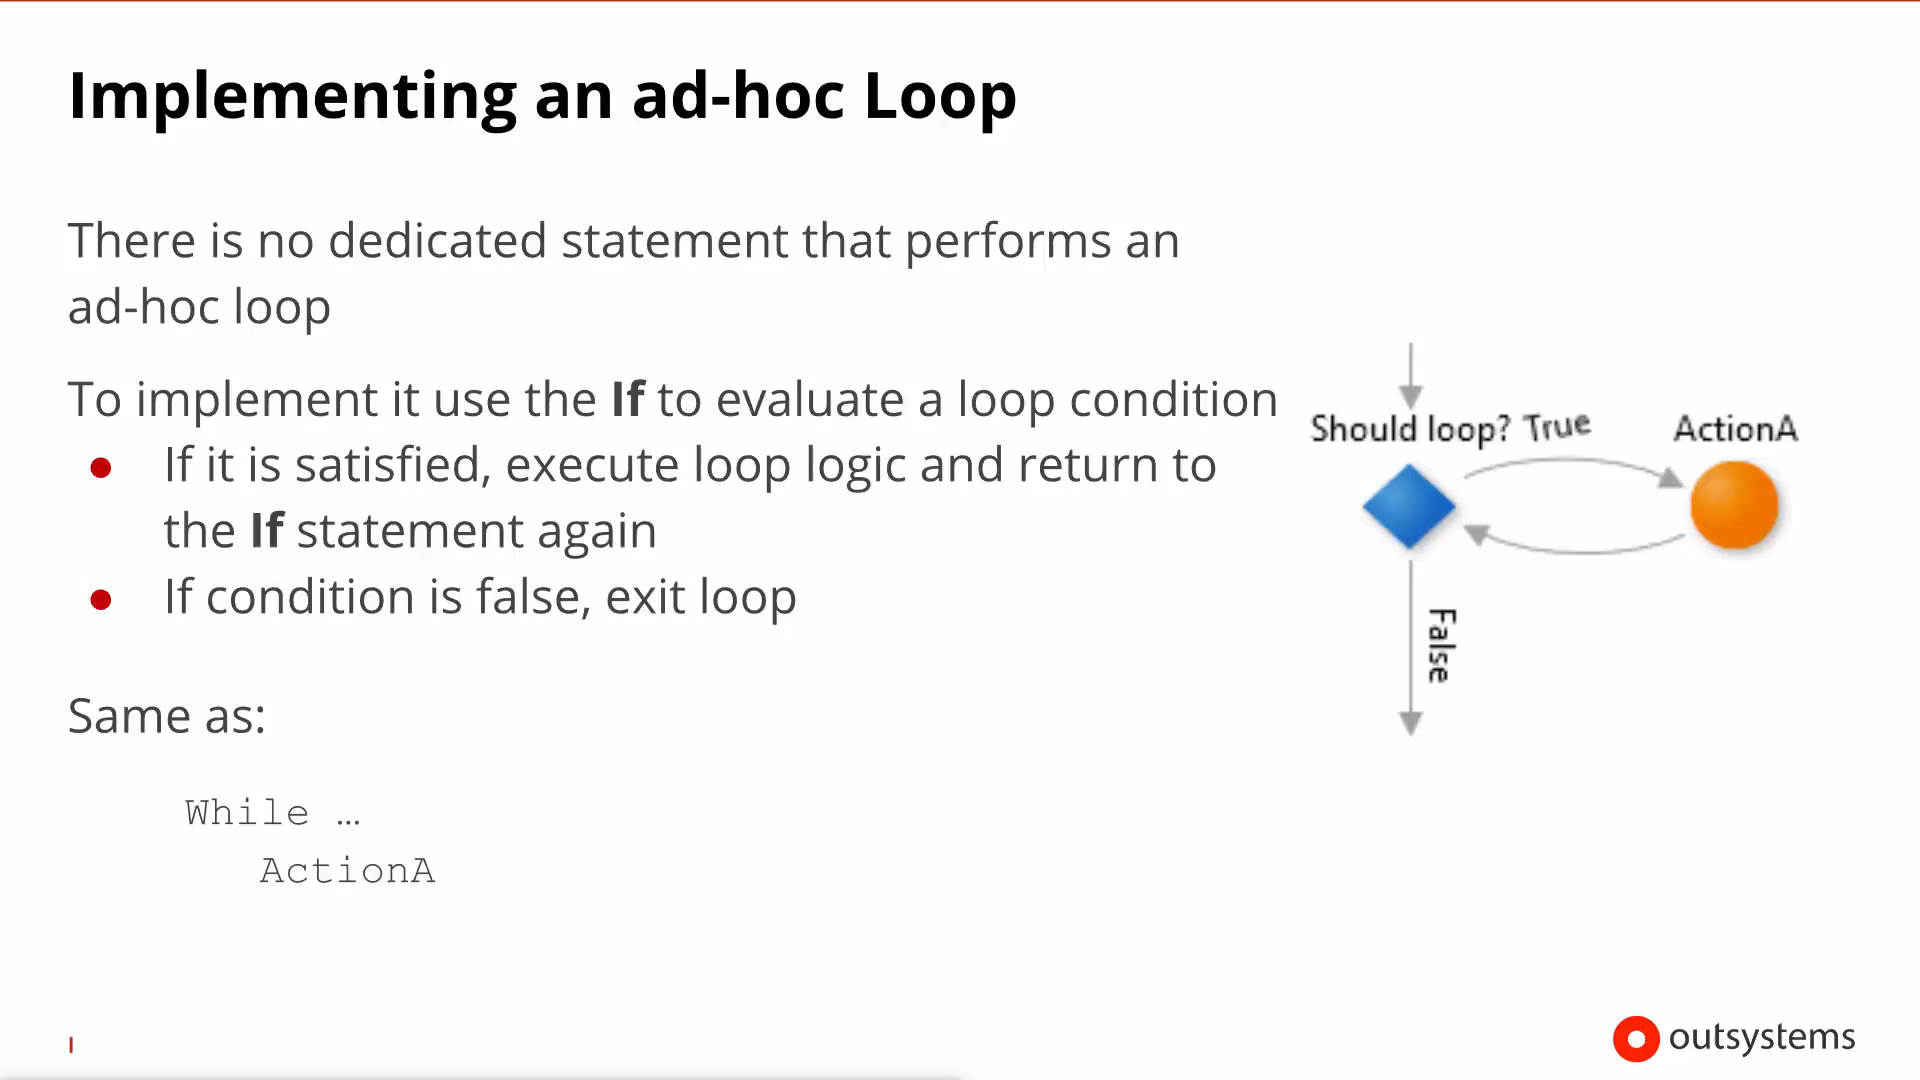 Implementing an ad-hoc Loop
There is no dedicated statement that performs an
ad-hoc loop
To implement it use the If to evaluate a loop condition
● If it is satisfied, execute loop logic and return to
the If statement again
● If condition is false, exit loop
Same as:
While …
ActionA
Should loop? True
ActionA
False
outsystems